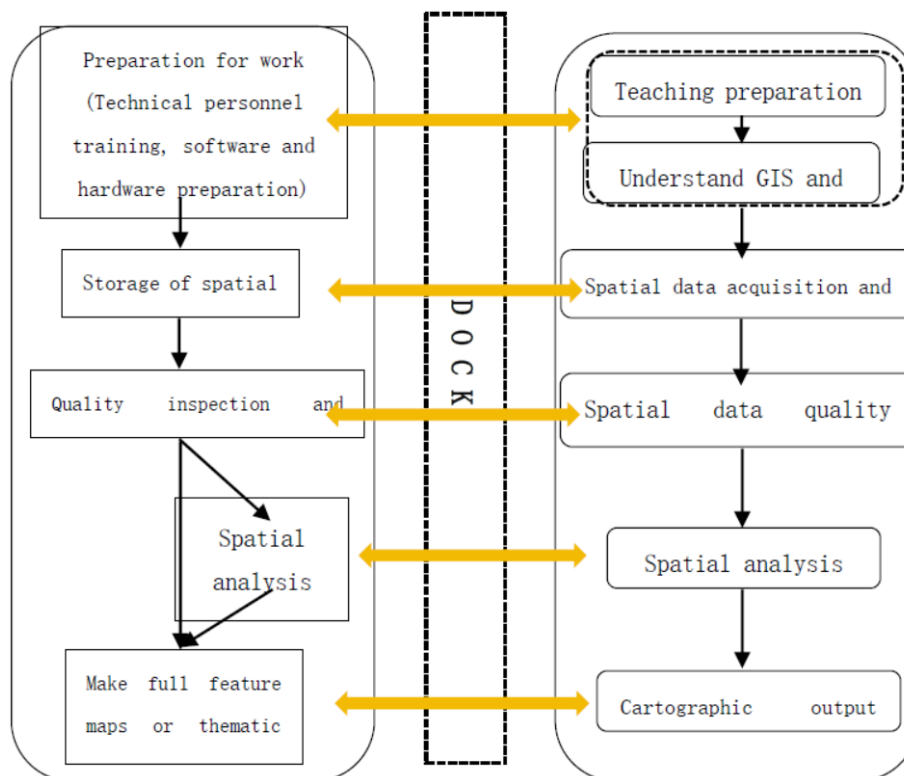 Preparation for work
(Technical personnel
training, software and
hardware preparation)
Storage of spatial
Quality inspection and
Spatial
analysis
Make full feature
maps or thematic
DOCK
Teaching preparation
Understand GIS and
Spatial data acquisition and
Spatial data quality
Spatial analysis
Cartographic output